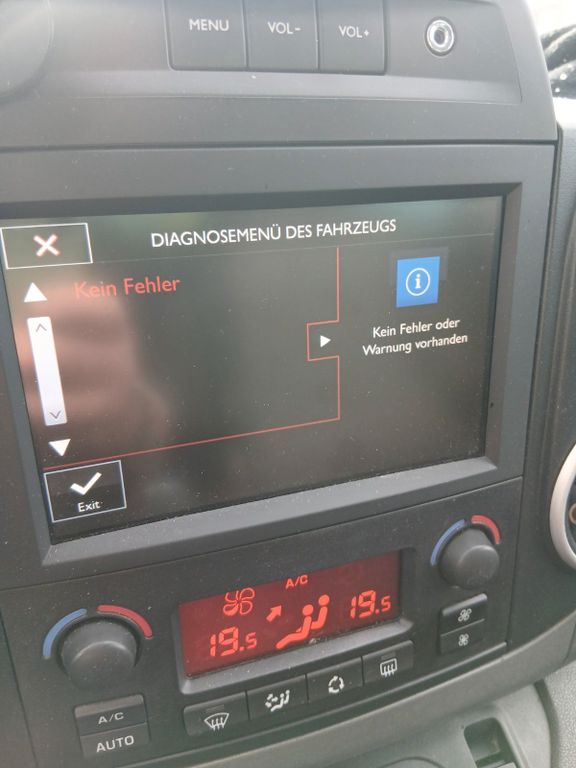 MENU
VOL-
VOL+
DIAGNOSEMENÜ DES FAHRZEUGS
Kein Fehler
i
Kein Fehler oder
Warnung vorhanden
Exit
A/C
19.5
19.5
A/C
AUTO